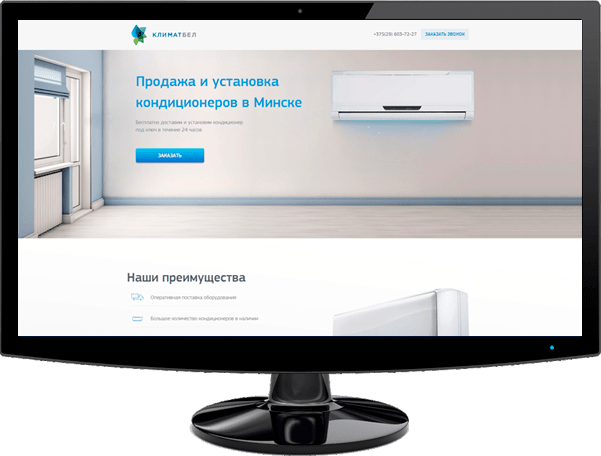 КЛИМАТБЕЛ
+375(29) 603-72-27
ЗАКАЗАТЬ ЗВОНОК
Продажа и установка
кондиционеров в Минске
Бесплатно доставим и установим кондиционер
под ключ в течение 24 часов
ЗАКАЗАТЬ
Наши преимущества
Оперативная поставка оборудования
Большое количество кондиционеров в наличии